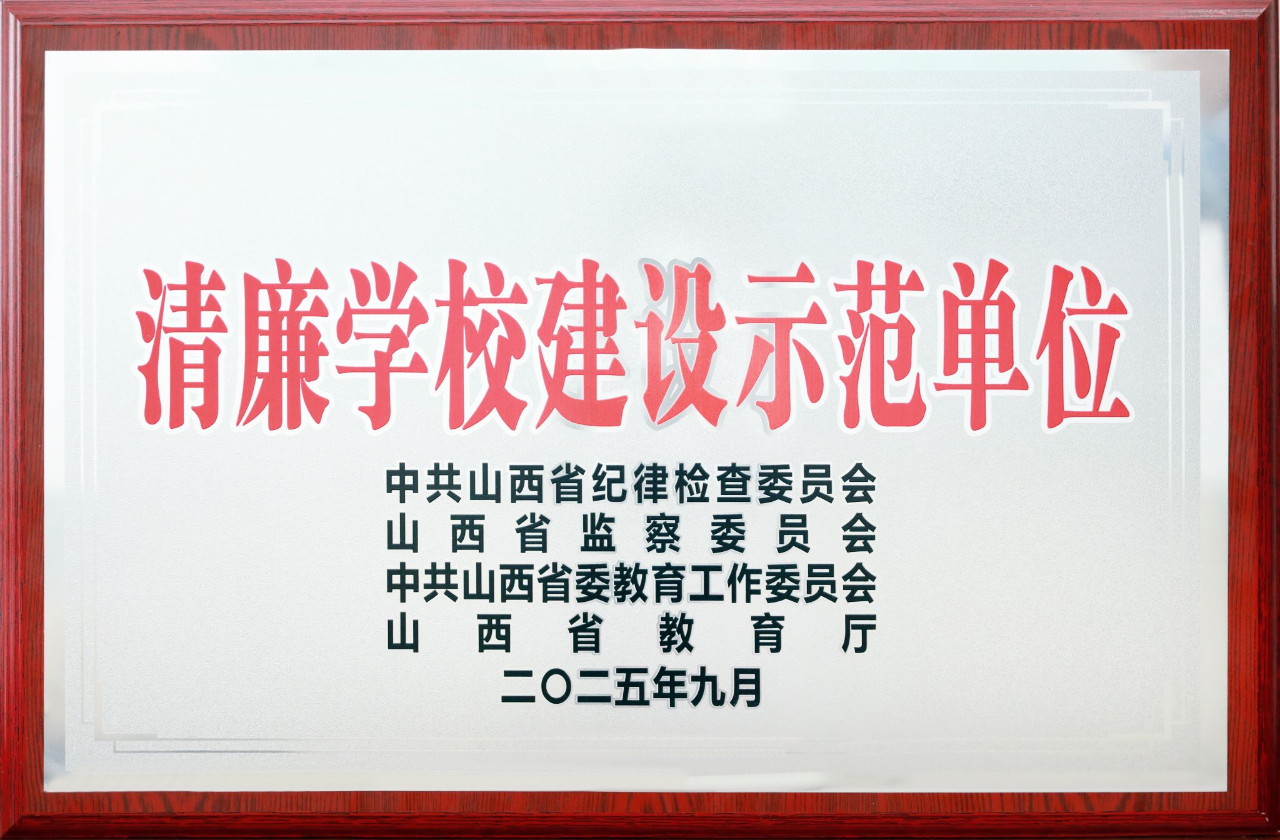 清廉学校建设示范单位
中共山西省纪律检查委员会
山西省监察委员会
中共山西省委教育工作委员会
山西省教育厅
二〇二五年九月